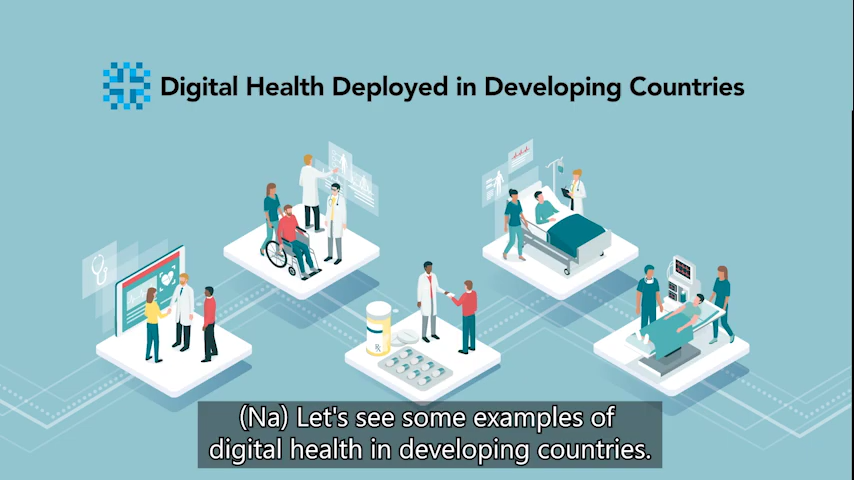 Digital Health Deployed in Developing Countries
(Na) Let's see some examples of
digital health in developing countries.